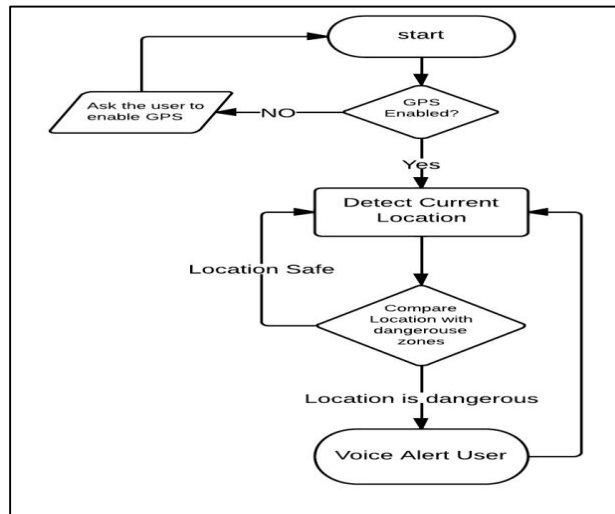 start
GPS
Enabled?
NO
Ask the user to
enable GPS
Yes
Detect Current
Location
Location Safe
Compare
Location with
dangerouse
zones
Location is dangerous
Voice Alert User